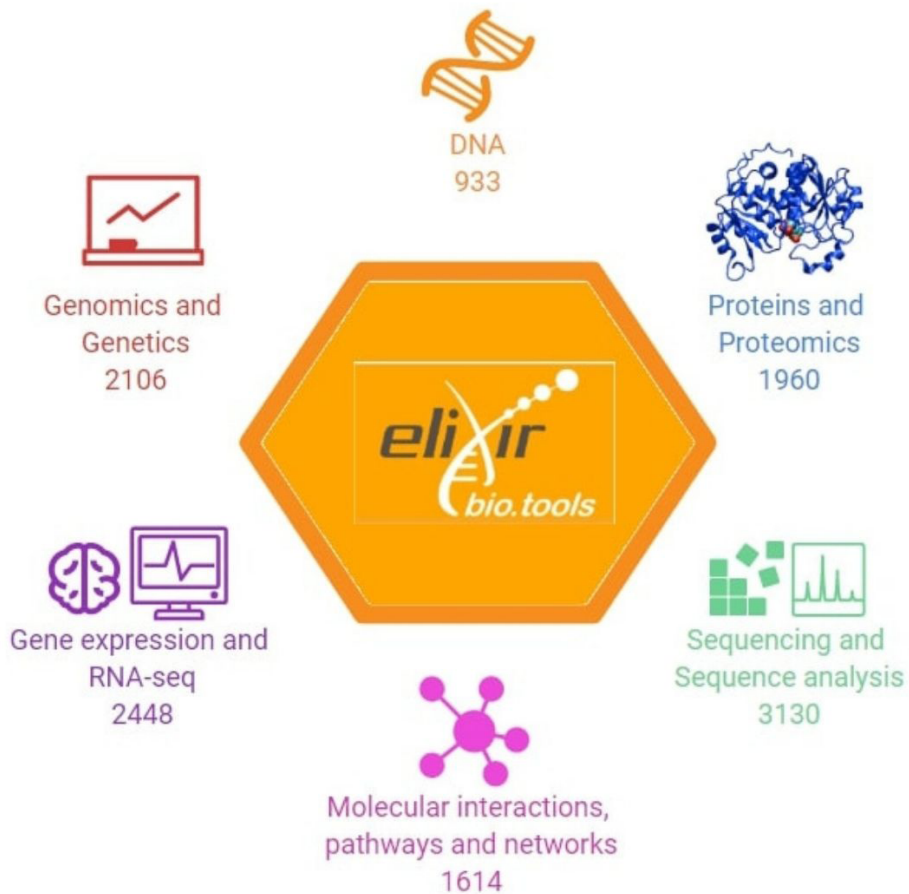 DNA
933
Genomics and
Genetics
2106
Proteins and
Proteomics
1960
elixir
bio.tools
Gene expression and
RNA-seq
2448
Sequencing and
Sequence analysis
3130
Molecular interactions,
pathways and networks
1614